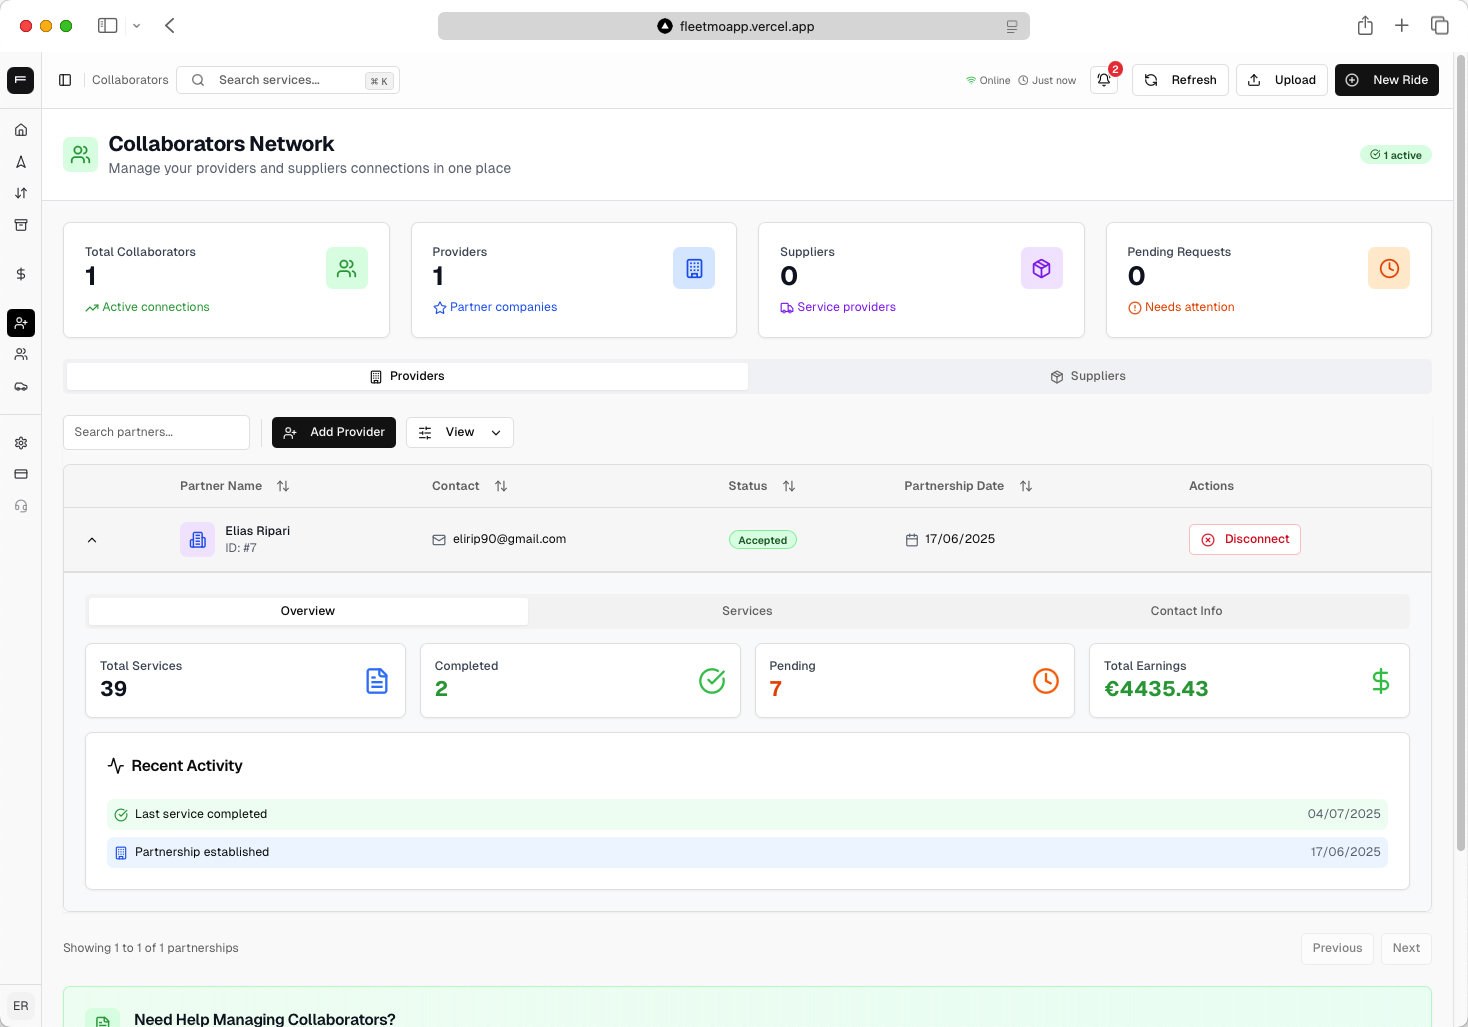 fleetmoapp.vercel.app
Collaborators
Search services...
⌘ K
Online
Just now
2
Refresh
Upload
New Ride
Collaborators Network
Manage your providers and suppliers connections in one place
1 active
Total Collaborators
1
Active connections
Providers
1
Partner companies
Suppliers
0
Service providers
Pending Requests
0
Needs attention
Providers
Suppliers
Search partners...
Add Provider
View
Partner Name
Contact
Status
Partnership Date
Actions
Elias Ripari
ID: #7
elirip90@gmail.com
Accepted
17/06/2025
Disconnect
Overview
Services
Contact Info
Total Services
39
Completed
2
Pending
7
Total Earnings
€4435.43
Recent Activity
Last service completed
04/07/2025
Partnership established
17/06/2025
Showing 1 to 1 of 1 partnerships
Previous
Next
ER
Need Help Managing Collaborators?